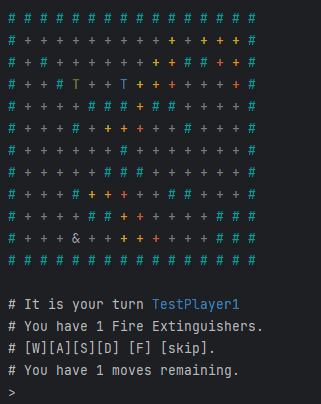 # # # # # # # # # # # # # # # #
# + + + + + + + + + + + + + + #
# + # + + + + + + + + # # + + #
# + + # T + + T + + + + + + + #
# + + + + # # # + # # + + + + #
# + + + # + + + + + + # + + + #
# + + + + + + # + + + + + + + #
# + + + + + # # # + + + + + + #
# + + + # + + + + + # # + + + #
# + + + + # # + + + + + + # # #
# + + + & + + + + + + + + # # #
# # # # # # # # # # # # # # # #
# It is your turn TestPlayer1
# You have 1 Fire Extinguishers.
# [W][A][S][D] [F] [skip].
# You have 1 moves remaining.
>